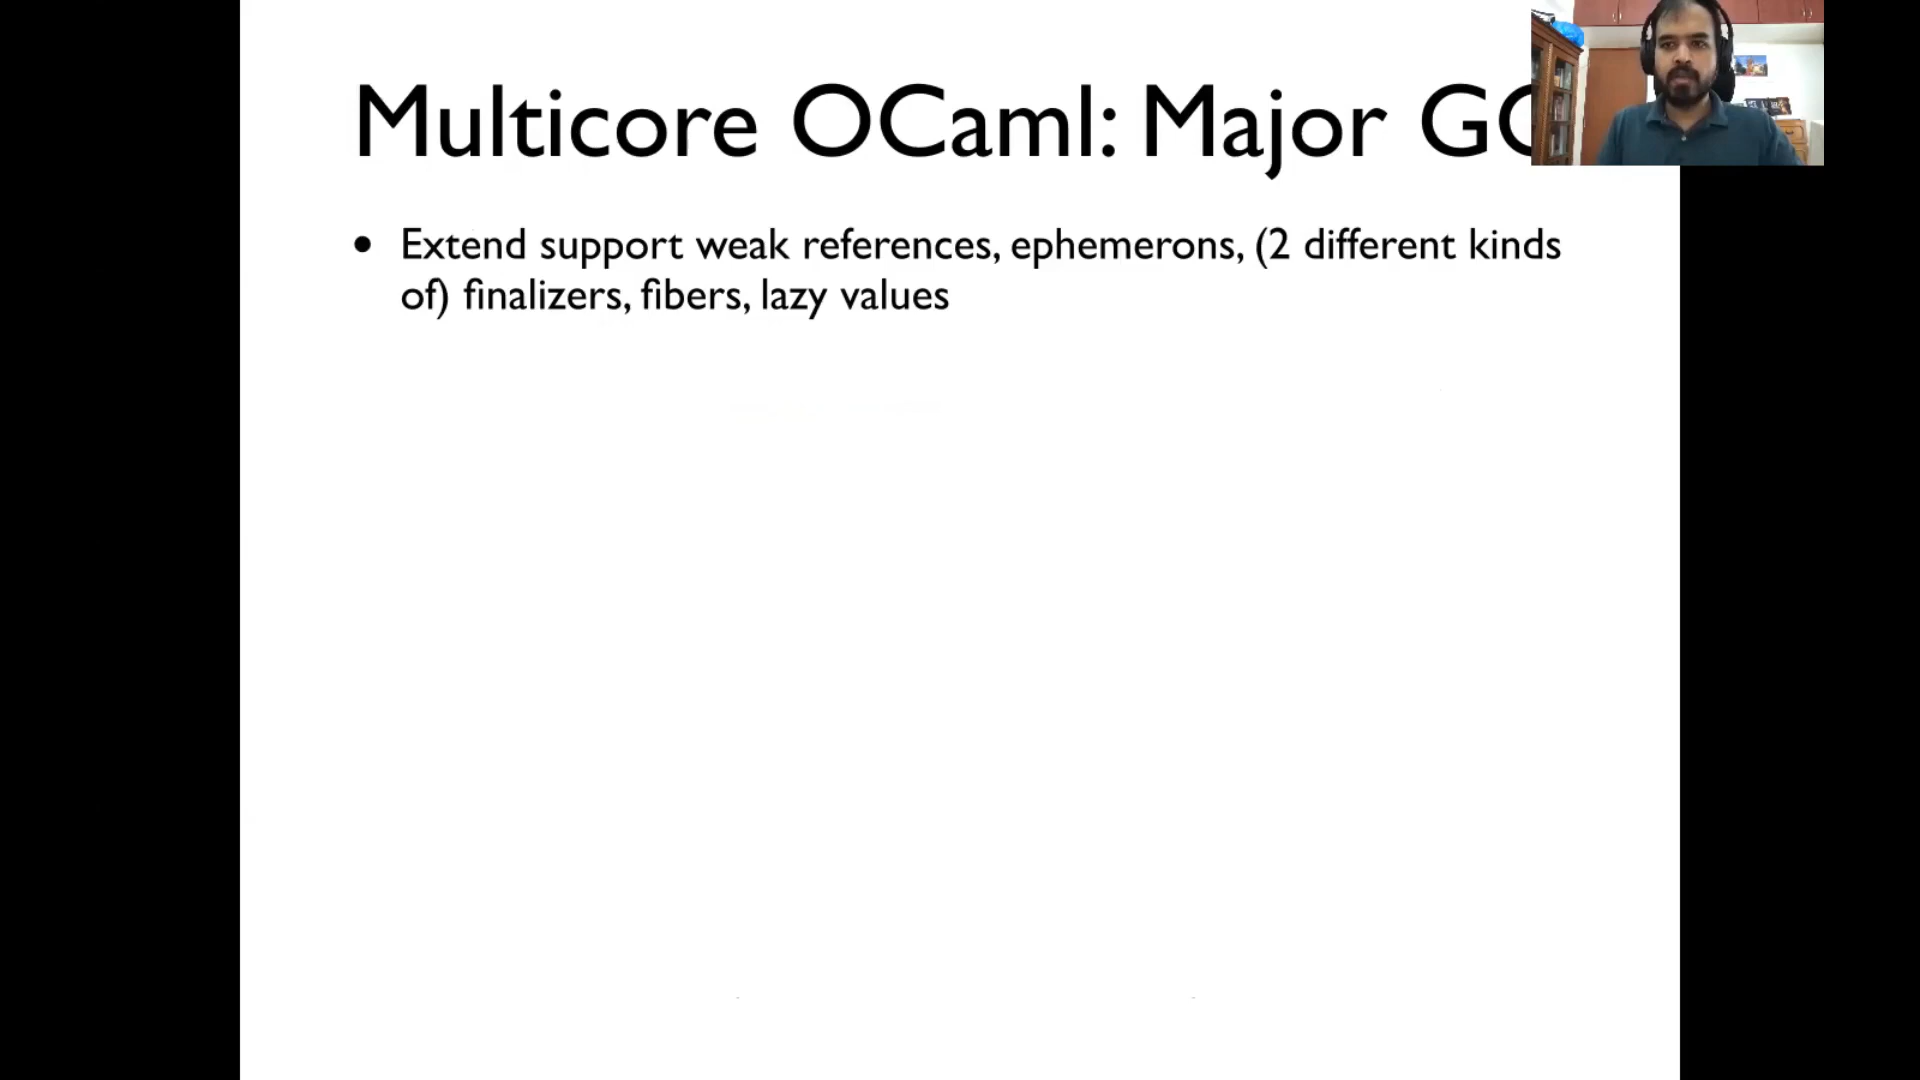 Multicore OCaml: Major GC
• Extend support weak references, ephemerons, (2 different kinds
of) finalizers, fibers, lazy values